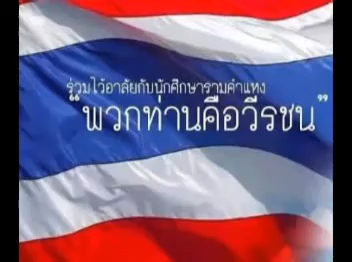 ร่วมไว้อาลัยกับนักศึกษารามคำแหง
“พวกท่านคือวีรชน”